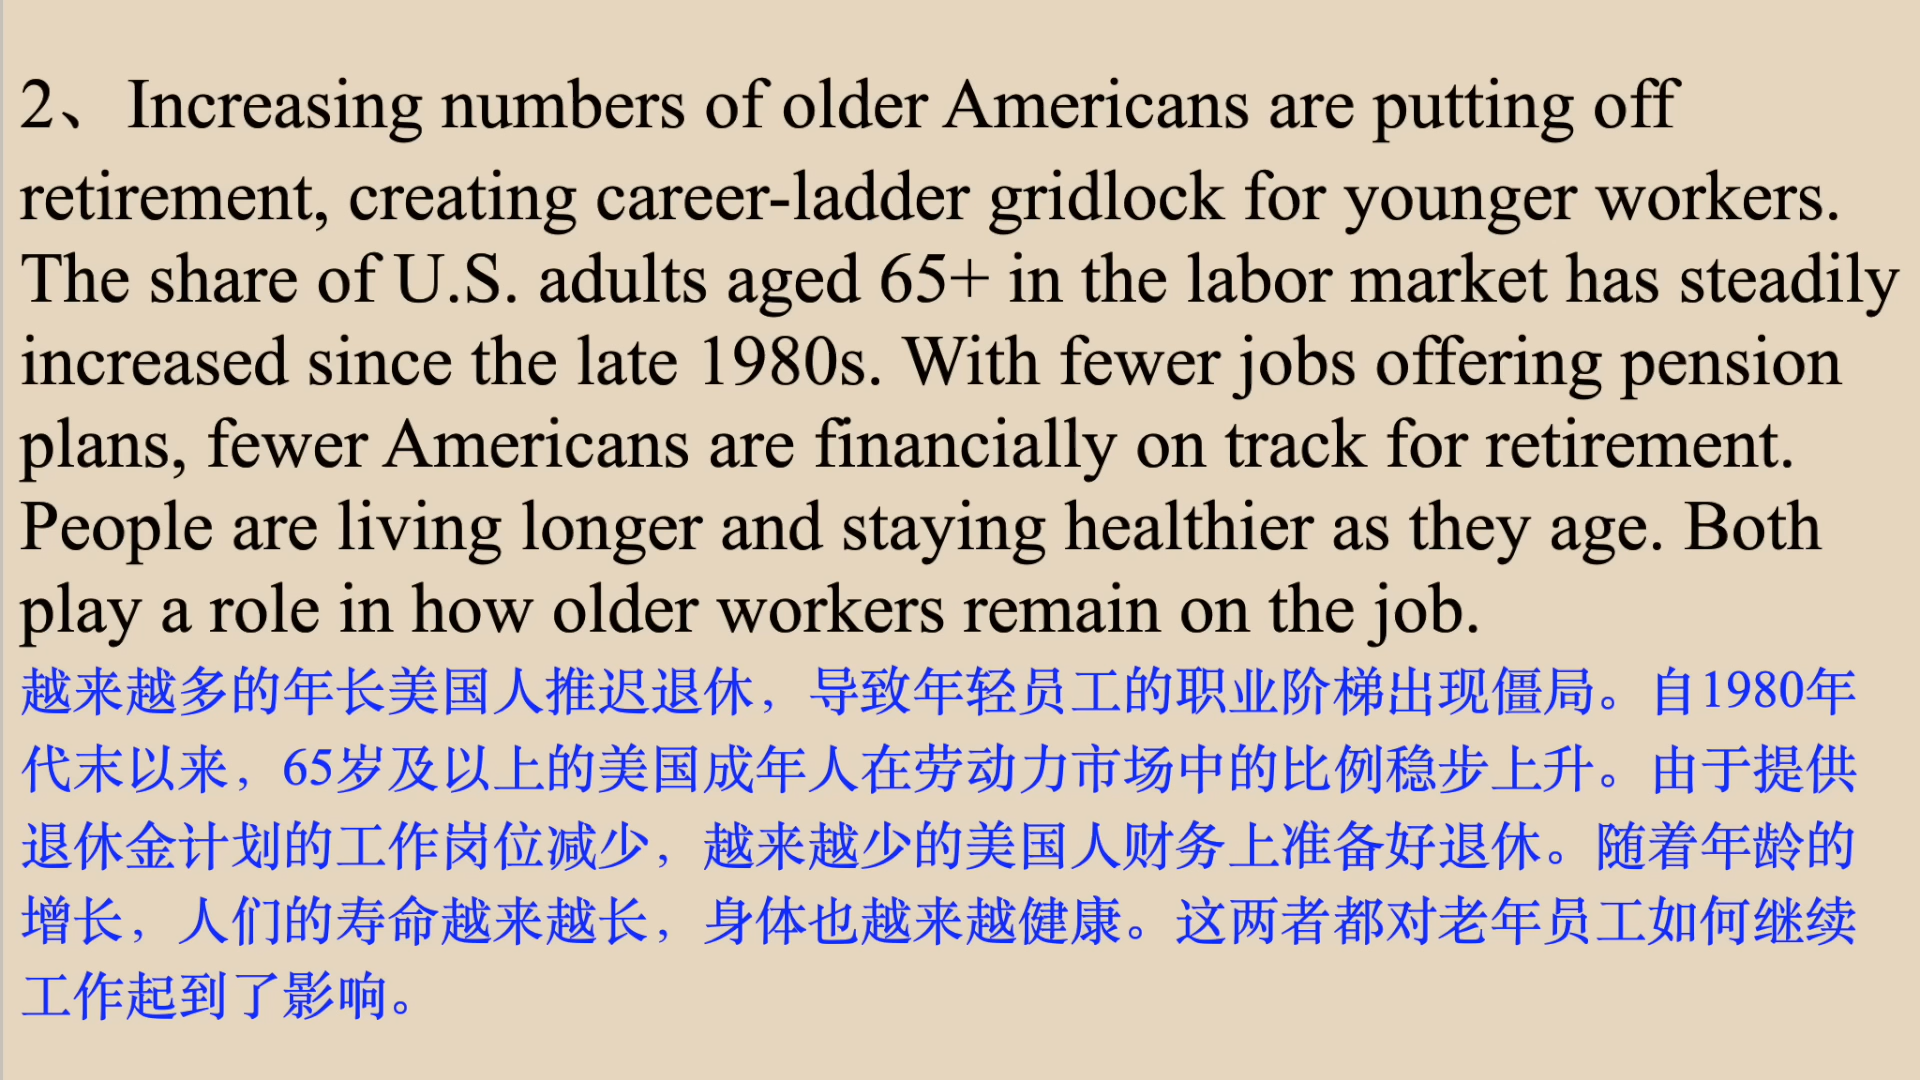 2、Increasing numbers of older Americans are putting off
retirement, creating career-ladder gridlock for younger workers.
The share of U.S. adults aged 65+ in the labor market has steadily
increased since the late 1980s. With fewer jobs offering pension
plans, fewer Americans are financially on track for retirement.
People are living longer and staying healthier as they age. Both
play a role in how older workers remain on the job.
越来越多的年长美国人推迟退休，导致年轻员工的职业阶梯出现僵局。自1980年
代末以来，65岁及以上的美国成年人在劳动力市场中的比例稳步上升。由于提供
退休金计划的工作岗位减少，越来越少的美国人财务上准备好退休。随着年龄的
增长，人们的寿命越来越长，身体也越来越健康。这两者都对老年员工如何继续
工作起到了影响。